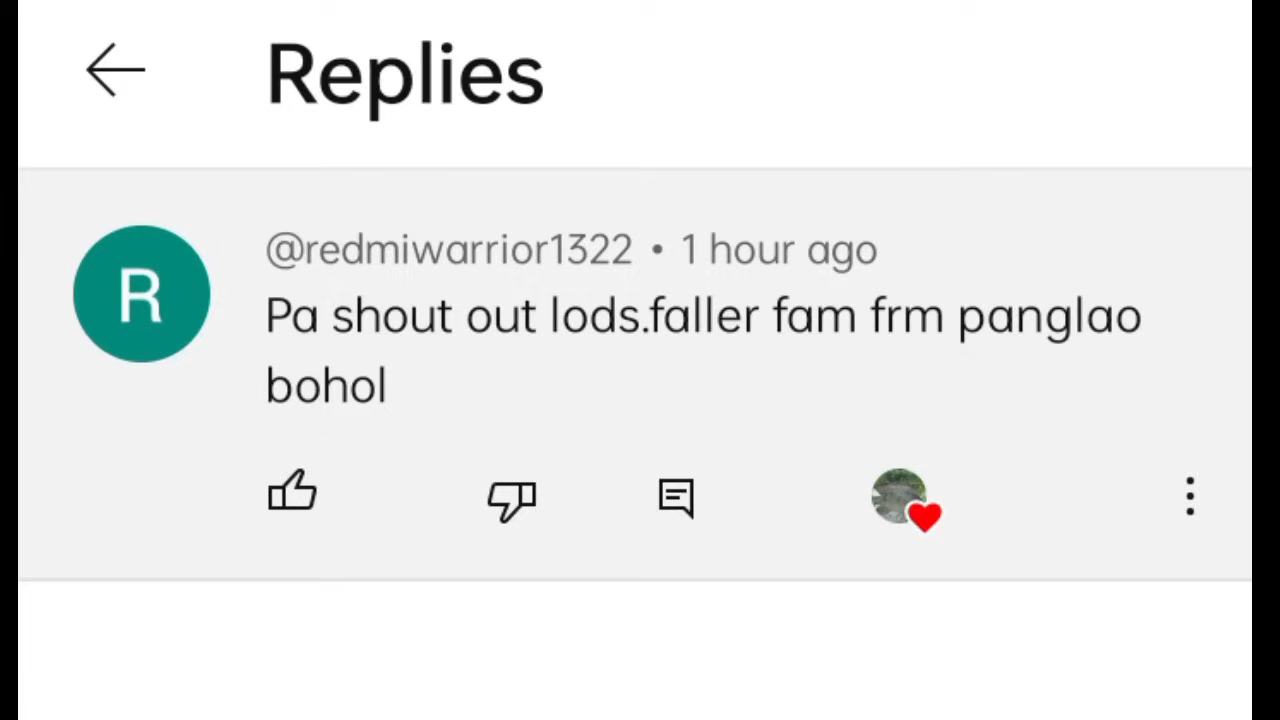 Replies
R
@redmiwarrior1322 • 1 hour ago
Pa shout out lods.faller fam frm panglao
bohol